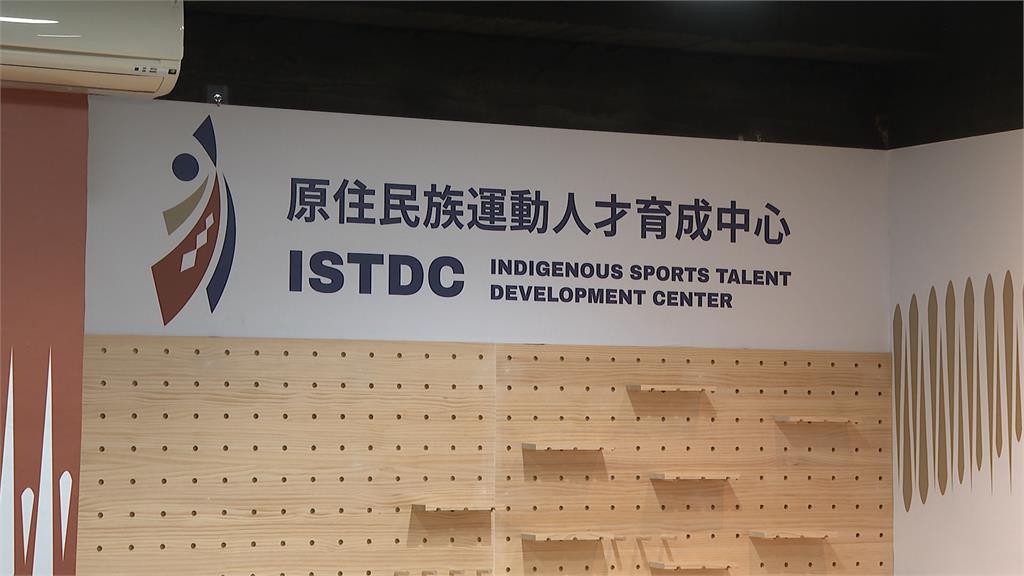 原住民族運動人才育成中心
ISTDC
INDIGENOUS SPORTS TALENT
DEVELOPMENT CENTER